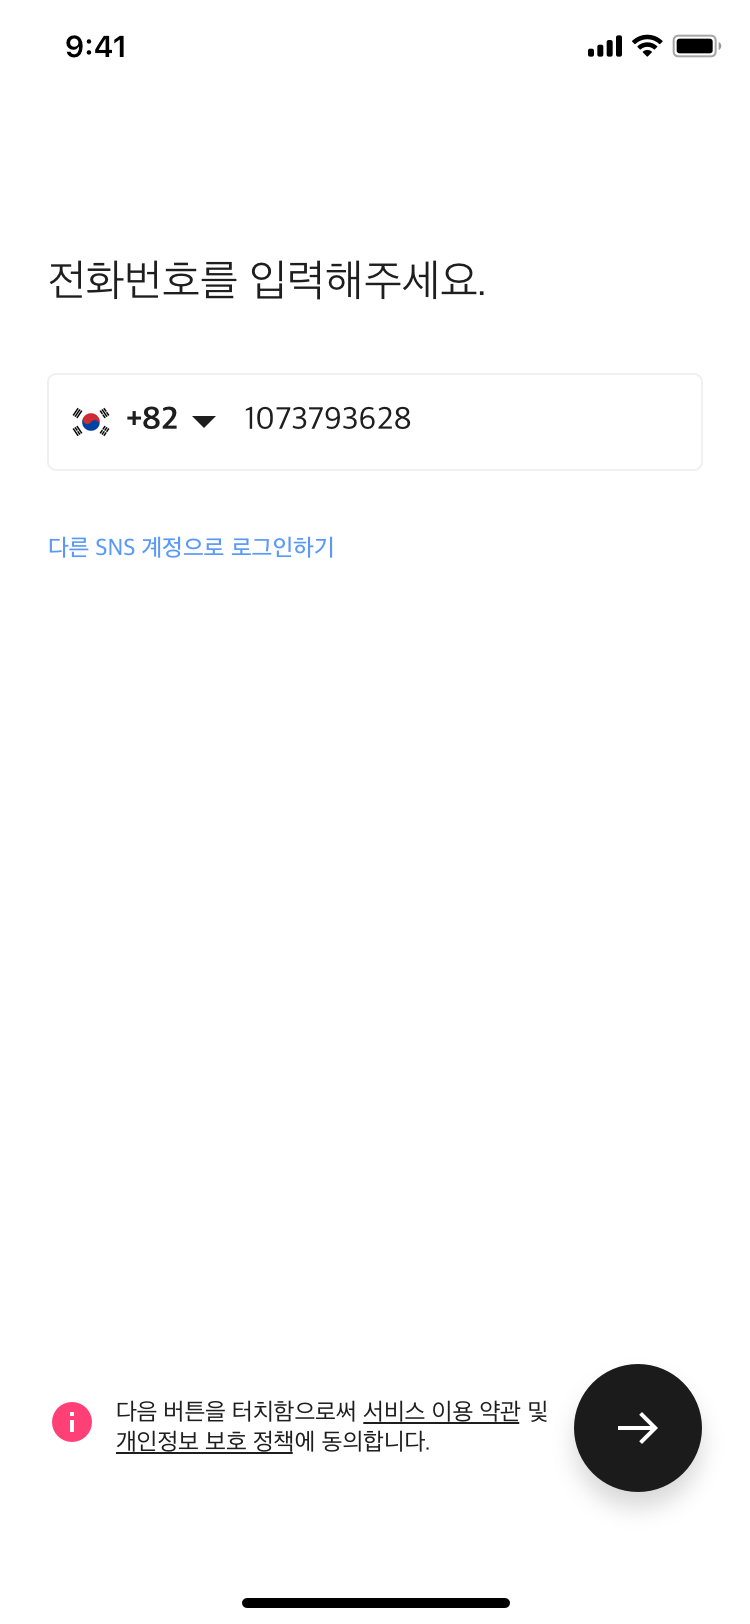 9:41
전화번호를 입력해주세요.
+82 1073793628
다른 SNS 계정으로 로그인하기
다음 버튼을 터치함으로써 서비스 이용 약관 및
개인정보 보호 정책에 동의합니다.